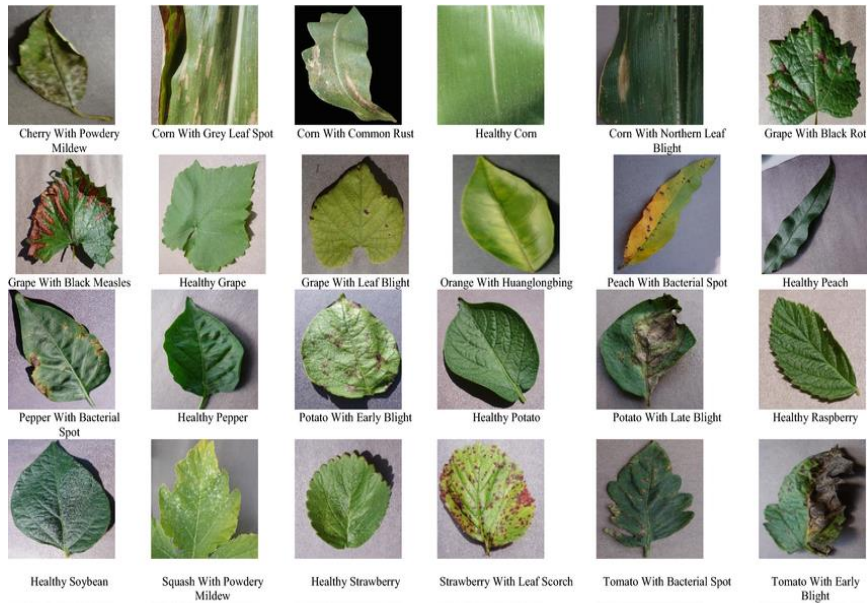 Cherry With Powdery
Mildew
Corn With Grey Leaf Spot
Corn With Common Rust
Healthy Corn
Corn With Northern Leaf
Blight
Grape With Black Rot
Grape With Black Measles
Healthy Grape
Grape With Leaf Blight
Orange With Huanglongbing
Peach With Bacterial Spot
Healthy Peach
Pepper With Bacterial
Spot
Healthy Pepper
Potato With Early Blight
Healthy Potato
Potato With Late Blight
Healthy Raspberry
Healthy Soybean
Squash With Powdery
Mildew
Healthy Strawberry
Strawberry With Leaf Scorch
Tomato With Bacterial Spot
Tomato With Early
Blight